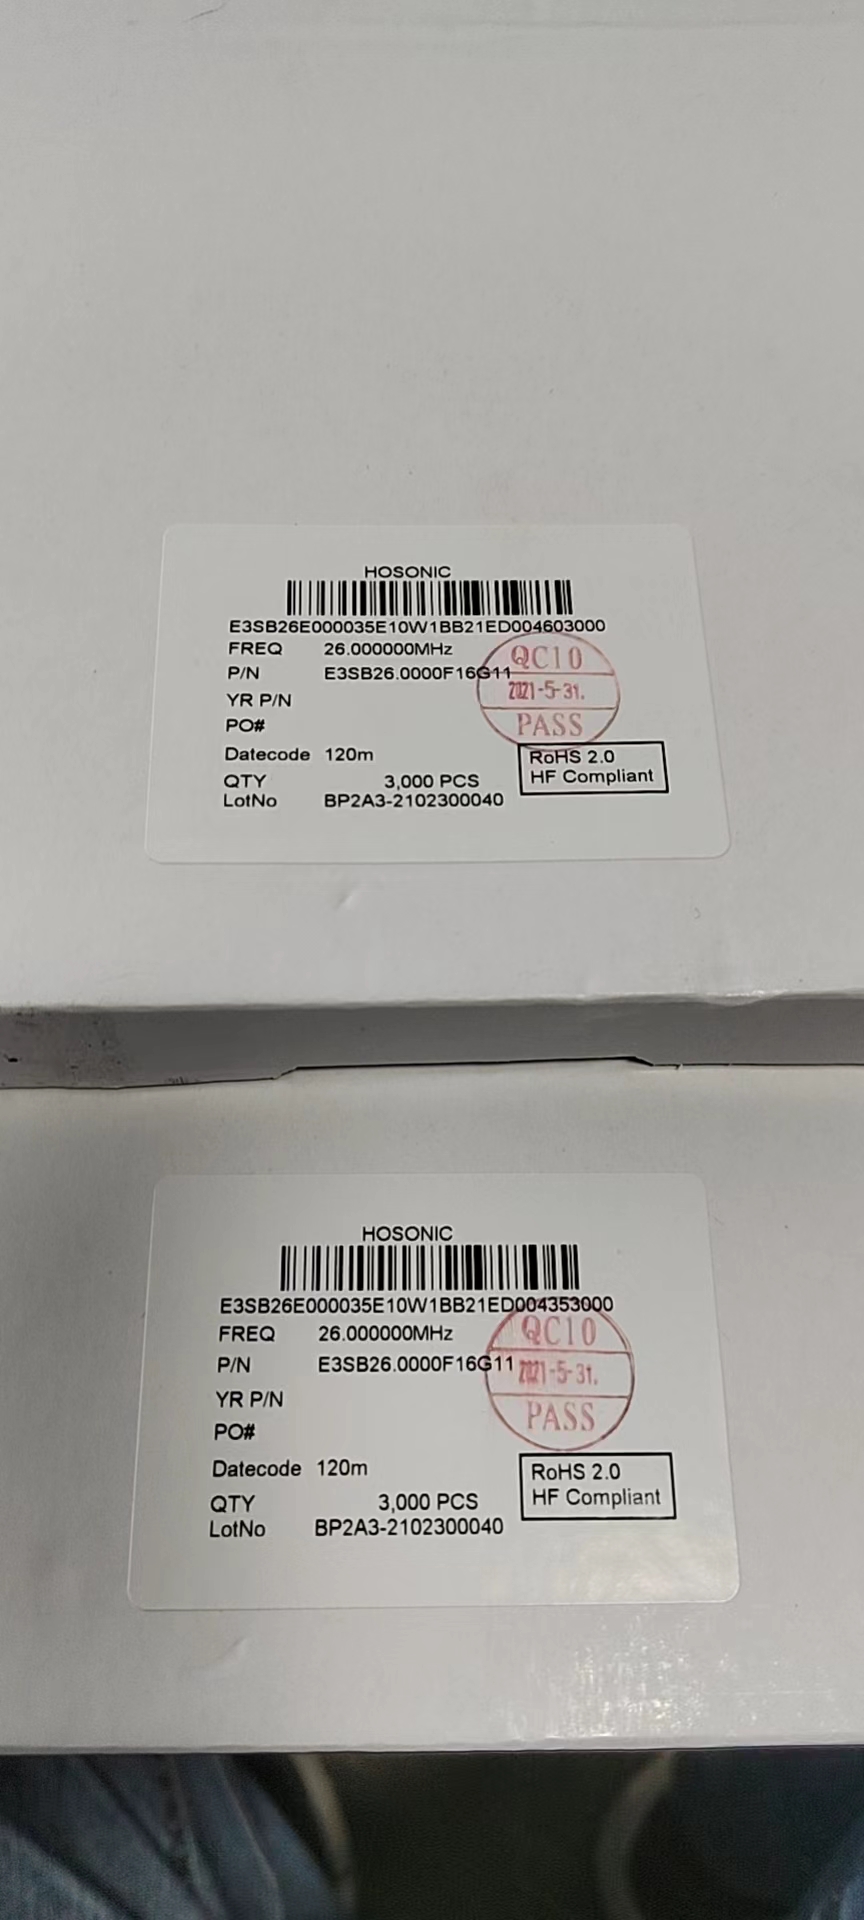 HOSONIC
E3SB26E000035E10W1BB21ED004603000
FREQ 26.000000MHz
P/N E3SB26.0000F16G11
YR P/N
PO#
Datecode 120m
QTY 3,000 PCS
LotNo BP2A3-2102300040
QC10
2021-5-31.
PASS
RoHS 2.0
HF Compliant
HOSONIC
E3SB26E000035E10W1BB21ED004353000
FREQ 26.000000MHz
P/N E3SB26.0000F16G11
YR P/N
PO#
Datecode 120m
QTY 3,000 PCS
LotNo BP2A3-2102300040
QC10
2021-5-31.
PASS
RoHS 2.0
HF Compliant